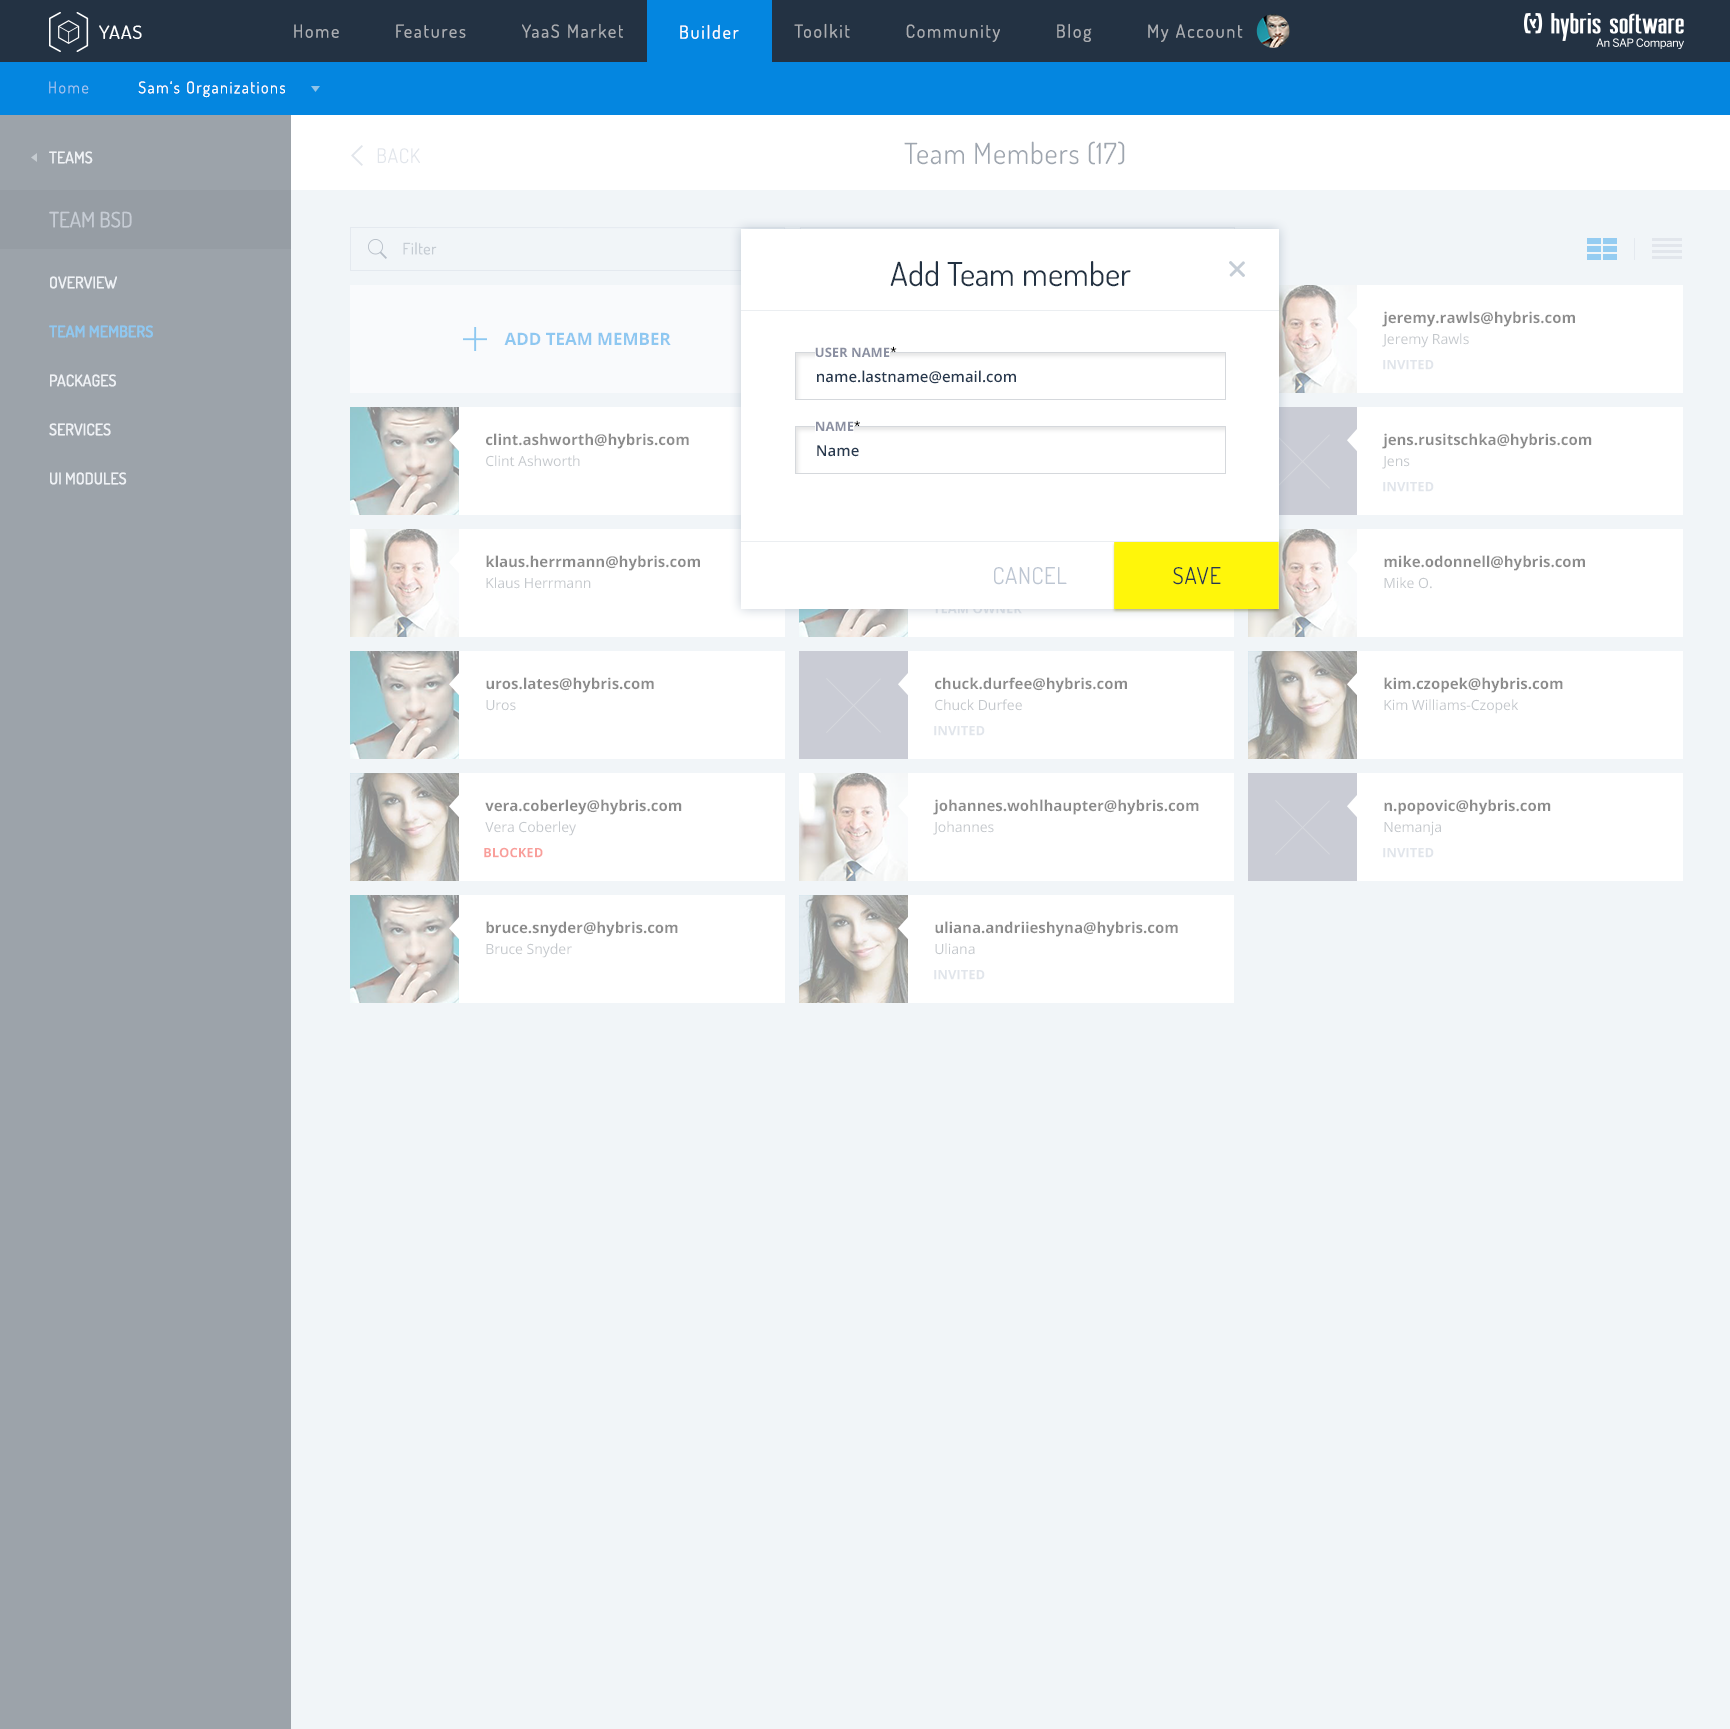 YAAS
Home
Features
YaaS Market
Builder
Toolkit
Community
Blog
My Account
hybris software
An SAP Company
Home
Sam's Organizations
TEAMS
TEAM BSD
OVERVIEW
TEAM MEMBERS
PACKAGES
SERVICES
UI MODULES
BACK
Team Members (17)
Filter
ADD TEAM MEMBER
Add Team member
USER NAME*
name.lastname@email.com
NAME*
Name
CANCEL
SAVE
jeremy.rawls@hybris.com
Jeremy Rawls
INVITED
clint.ashworth@hybris.com
Clint Ashworth
jens.rusitschka@hybris.com
Jens
INVITED
klaus.herrmann@hybris.com
Klaus Herrmann
TEAM OWNER
mike.odonnell@hybris.com
Mike O.
uros.lates@hybris.com
Uros
chuck.durfee@hybris.com
Chuck Durfee
INVITED
kim.czopek@hybris.com
Kim Williams-Czopek
vera.coberley@hybris.com
Vera Coberley
BLOCKED
johannes.wohlhaupter@hybris.com
Johannes
n.popovic@hybris.com
Nemanja
INVITED
bruce.snyder@hybris.com
Bruce Snyder
uliana.andriieshyna@hybris.com
Uliana
INVITED